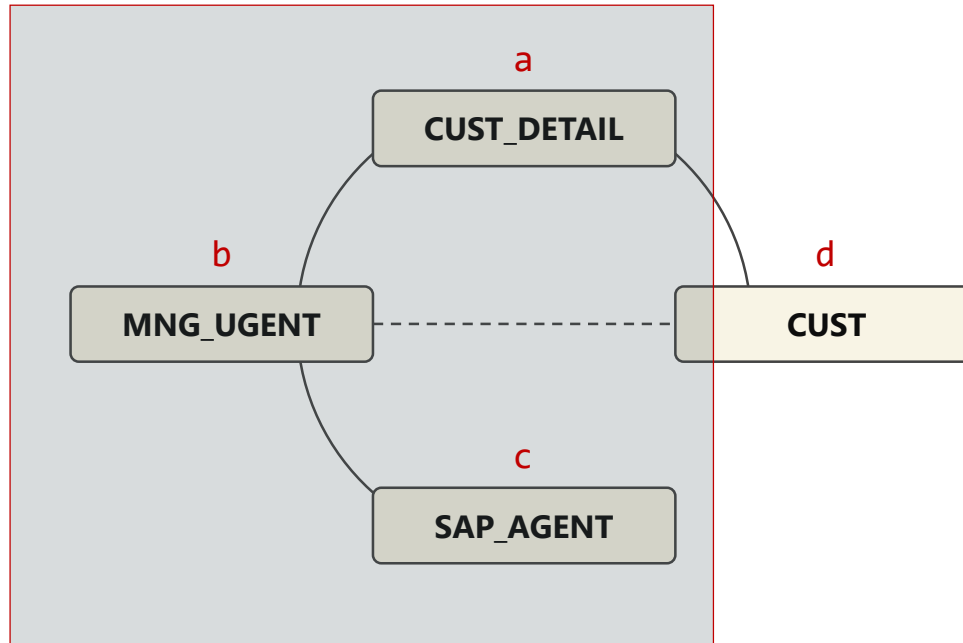 a
CUST_DETAIL
b
d
MNG_UGENT
CUST
c
SAP_AGENT